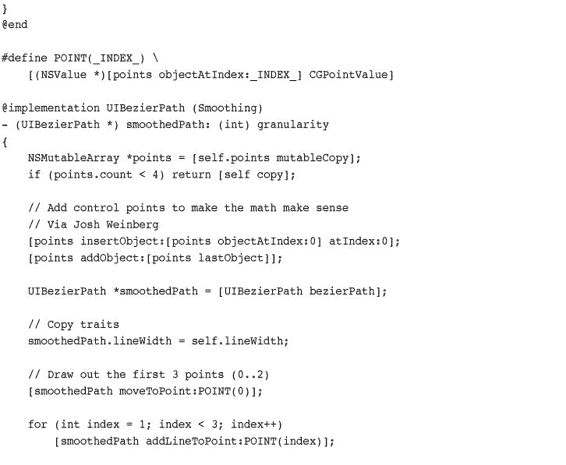 }
@end
#define POINT(_INDEX_) \
[(NSValue *)[points objectAtIndex:_INDEX_] CGPointValue]
@implementation UIBezierPath (Smoothing)
- (UIBezierPath *) smoothedPath: (int) granularity
{
NSMutableArray *points = [self.points mutableCopy];
if (points.count < 4) return [self copy];
// Add control points to make the math make sense
// Via Josh Weinberg
[points insertObject:[points objectAtIndex:0] atIndex:0];
[points addObject:[points lastObject]];
UIBezierPath *smoothedPath = [UIBezierPath bezierPath];
// Copy traits
smoothedPath.lineWidth = self.lineWidth;
// Draw out the first 3 points (0..2)
[smoothedPath moveToPoint:POINT(0)];
for (int index = 1; index < 3; index++)
[smoothedPath addLineToPoint:POINT(index)];